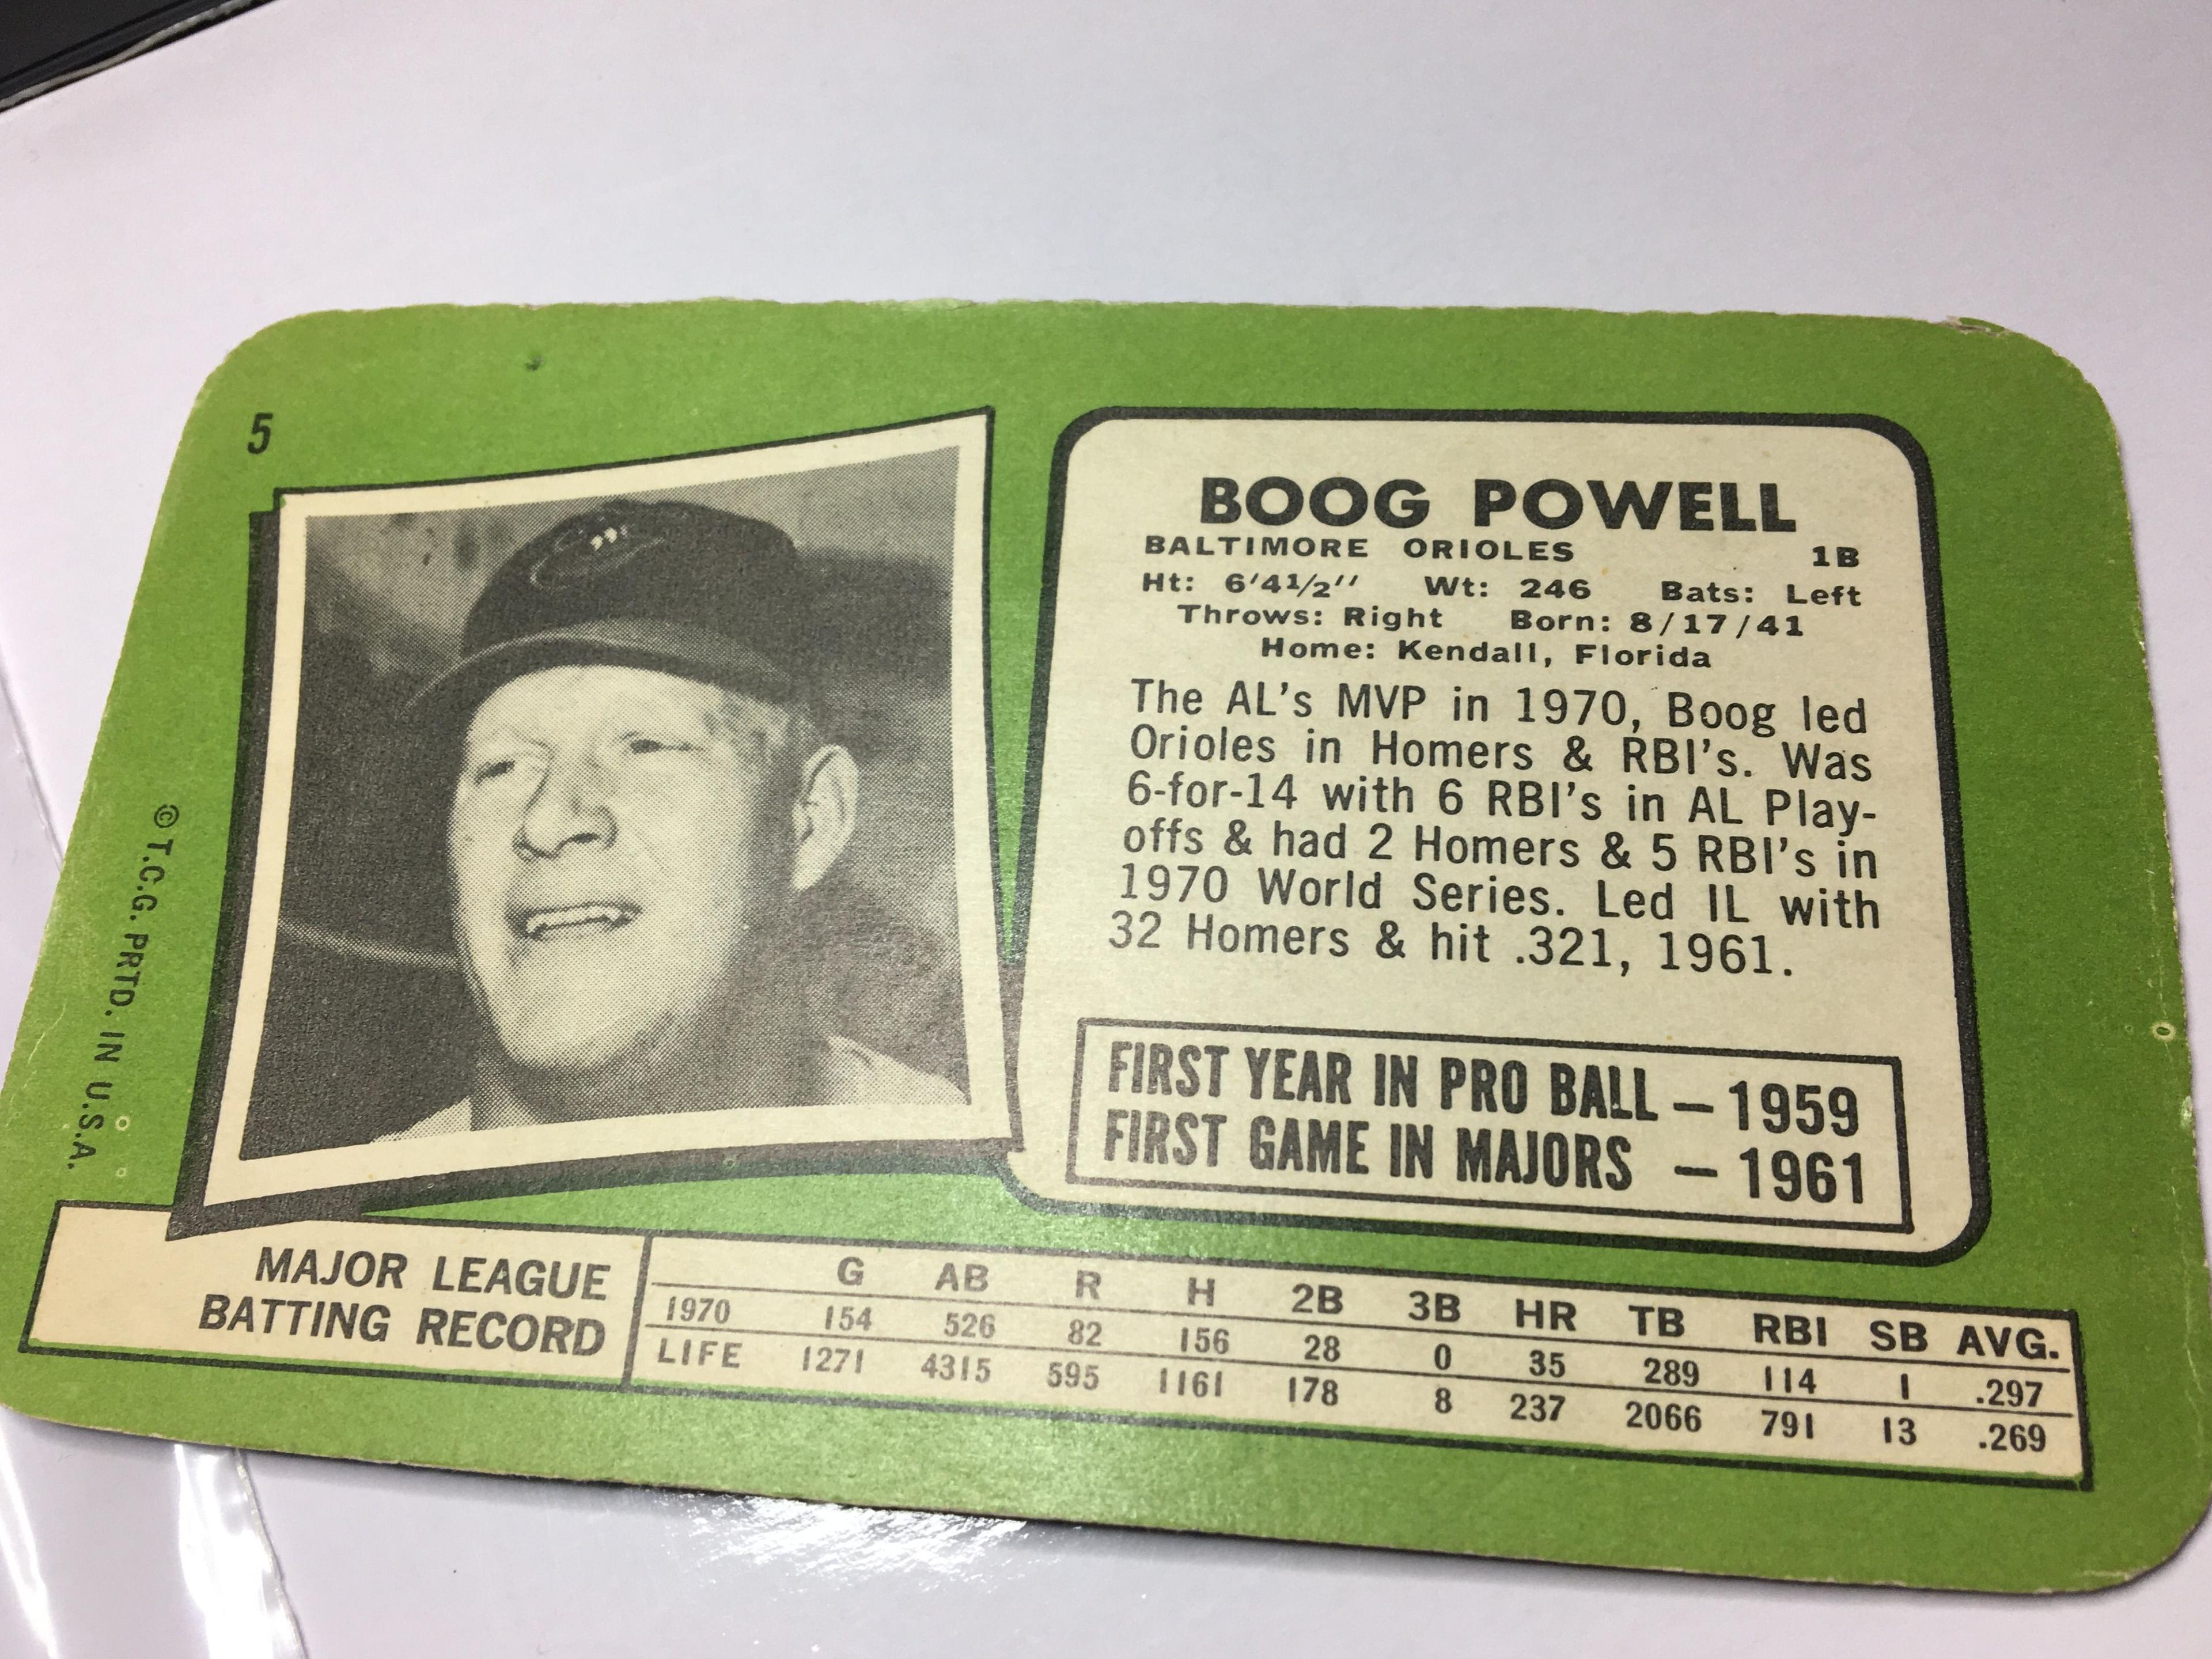 5
BOOG POWELL
BALTIMORE ORIOLES 1B
Ht: 6'4½'' Wt: 246 Bats: Left
Throws: Right Born: 8/17/41
Home: Kendall, Florida
The AL's MVP in 1970, Boog led
Orioles in Homers & RBI's. Was
6-for-14 with 6 RBI's in AL Play-
offs & had 2 Homers & 5 RBI's in
1970 World Series. Led IL with
32 Homers & hit .321, 1961.
FIRST YEAR IN PRO BALL – 1959
FIRST GAME IN MAJORS – 1961
© T.C.G. PRTD. IN U.S.A.
MAJOR LEAGUE
BATTING RECORD
G AB R H 2B 3B HR TB RBI SB AVG.
1970 154 526 82 156 28 0 35 289 114 1 .297
LIFE 1271 4315 595 1161 178 8 237 2066 791 13 .269